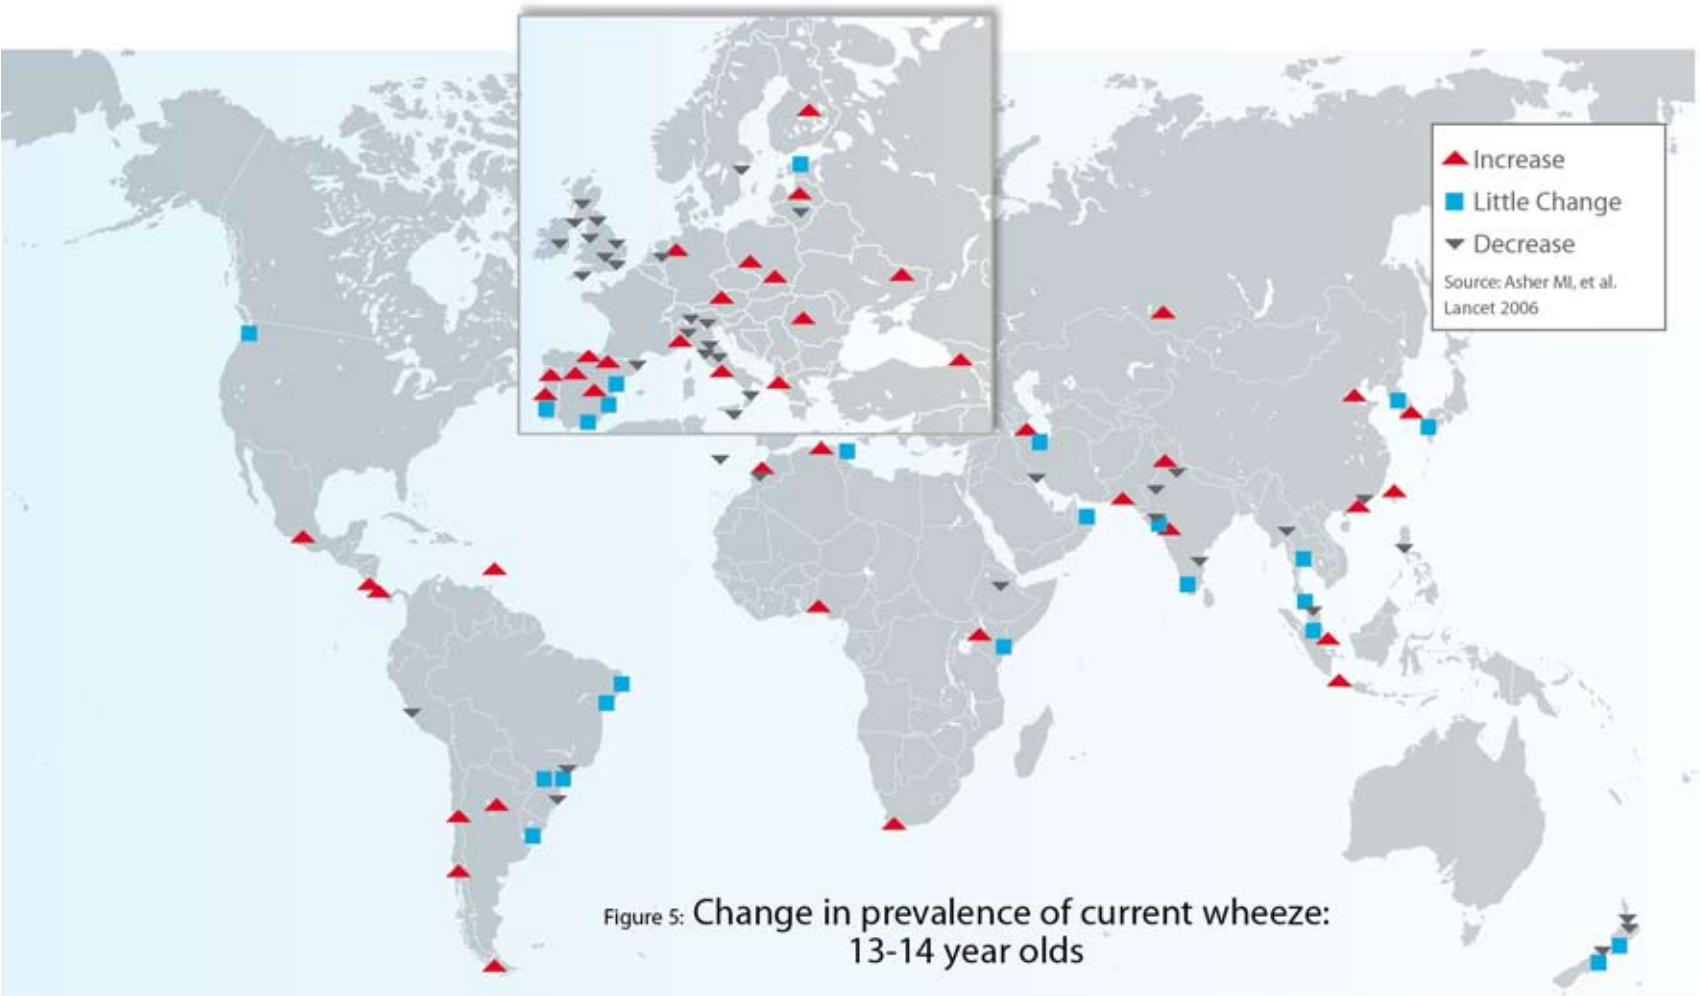 Increase
Little Change
Decrease
Source: Asher MI, et al.
Lancet 2006
Figure 5: Change in prevalence of current wheeze:
13-14 year olds